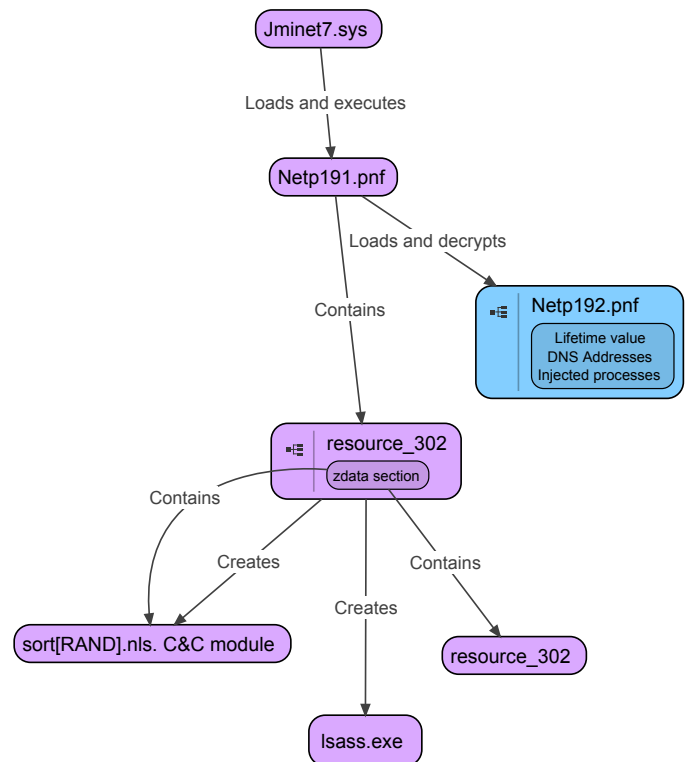 Jminet7.sys
Loads and executes
Netp191.pnf
Loads and decrypts
Netp192.pnf
Lifetime value
DNS Addresses
Injected processes
Contains
resource_302
zdata section
Contains
Creates
Contains
Creates
sort[RAND].nls. C&C module
resource_302
lsass.exe